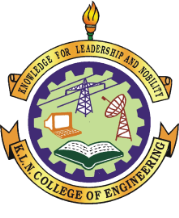 KNOWLEDGE FOR LEADERSHIP AND NOBILITY
K.L.N. COLLEGE OF ENGINEERING